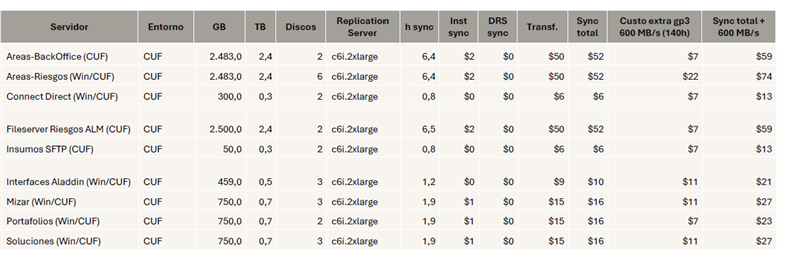 Servidor Entorno GB TB Discos Replication Server h sync Inst sync DRS sync Transf. Sync total Custo extra gp3 600 MB/s (140h) Sync total + 600 MB/s
Areas-BackOffice (CUF) CUF 2.483,0 2,4 2 c6i.2xlarge 6,4 $2 $0 $50 $52 $7 $59
Areas-Riesgos (Win/CUF) CUF 2.483,0 2,4 6 c6i.2xlarge 6,4 $2 $0 $50 $52 $22 $74
Connect Direct (Win/CUF) CUF 300,0 0,3 2 c6i.2xlarge 0,8 $0 $0 $6 $6 $7 $13
Fileserver Riesgos ALM (CUF) CUF 2.500,0 2,4 2 c6i.2xlarge 6,5 $2 $0 $50 $52 $7 $59
Insumos SFTP (CUF) CUF 50,0 0,3 2 c6i.2xlarge 0,8 $0 $0 $6 $6 $7 $13
Interfaces Aladdin (Win/CUF) CUF 459,0 0,5 3 c6i.2xlarge 1,2 $0 $0 $9 $10 $11 $21
Mizar (Win/CUF) CUF 750,0 0,7 3 c6i.2xlarge 1,9 $1 $0 $15 $16 $11 $27
Portafolios (Win/CUF) CUF 750,0 0,7 2 c6i.2xlarge 1,9 $1 $0 $15 $16 $7 $23
Soluciones (Win/CUF) CUF 750,0 0,7 3 c6i.2xlarge 1,9 $1 $0 $15 $16 $11 $27